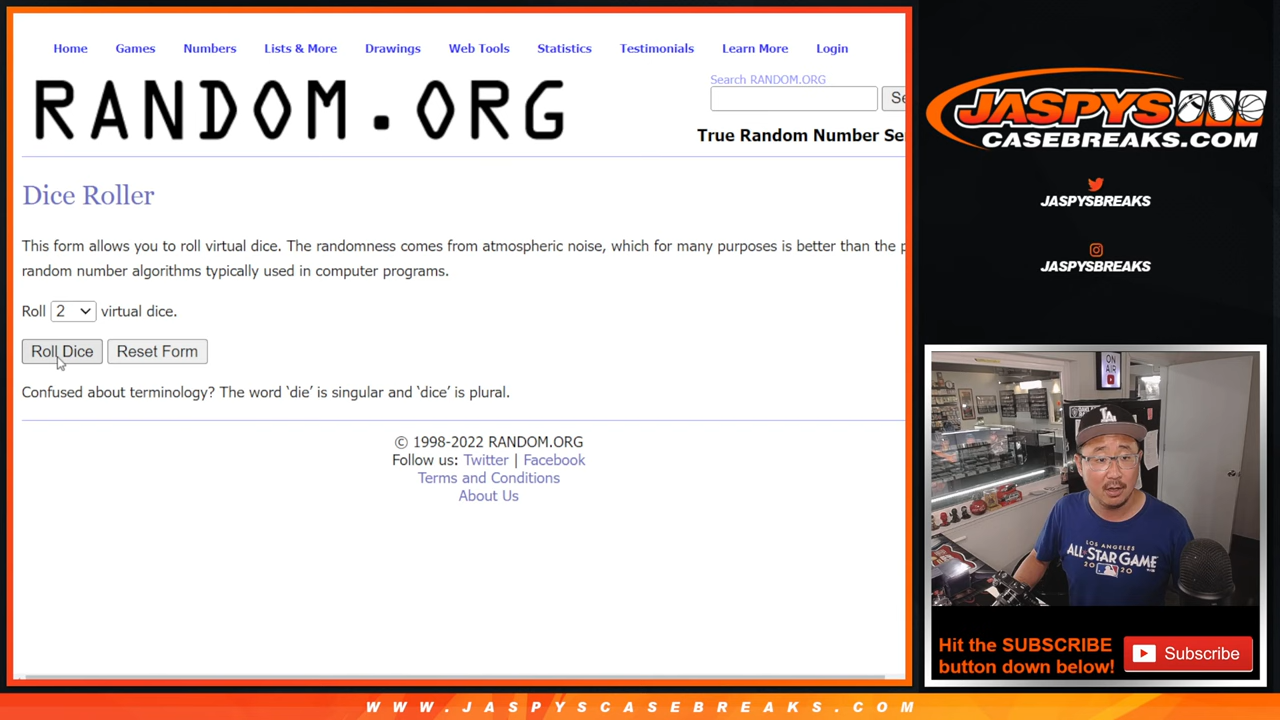 Home Games Numbers Lists & More Drawings Web Tools Statistics Testimonials Learn More Login
RANDOM.ORG
Search RANDOM.ORG
Se
True Random Number Se
Dice Roller
This form allows you to roll virtual dice. The randomness comes from atmospheric noise, which for many purposes is better than the p
random number algorithms typically used in computer programs.
Roll 2 virtual dice.
Roll Dice Reset Form
Confused about terminology? The word ‘die’ is singular and ‘dice’ is plural.
© 1998-2022 RANDOM.ORG
Follow us: Twitter | Facebook
Terms and Conditions
About Us
JASPYS
CASEBREAKS.COM
JASPYSBREAKS
JASPYSBREAKS
ON
AIR
LA
LOS ANGELES
ALL STAR GAME
2020
Hit the SUBSCRIBE
button down below!
Subscribe
WWW.JASPYSCASEBREAKS.COM